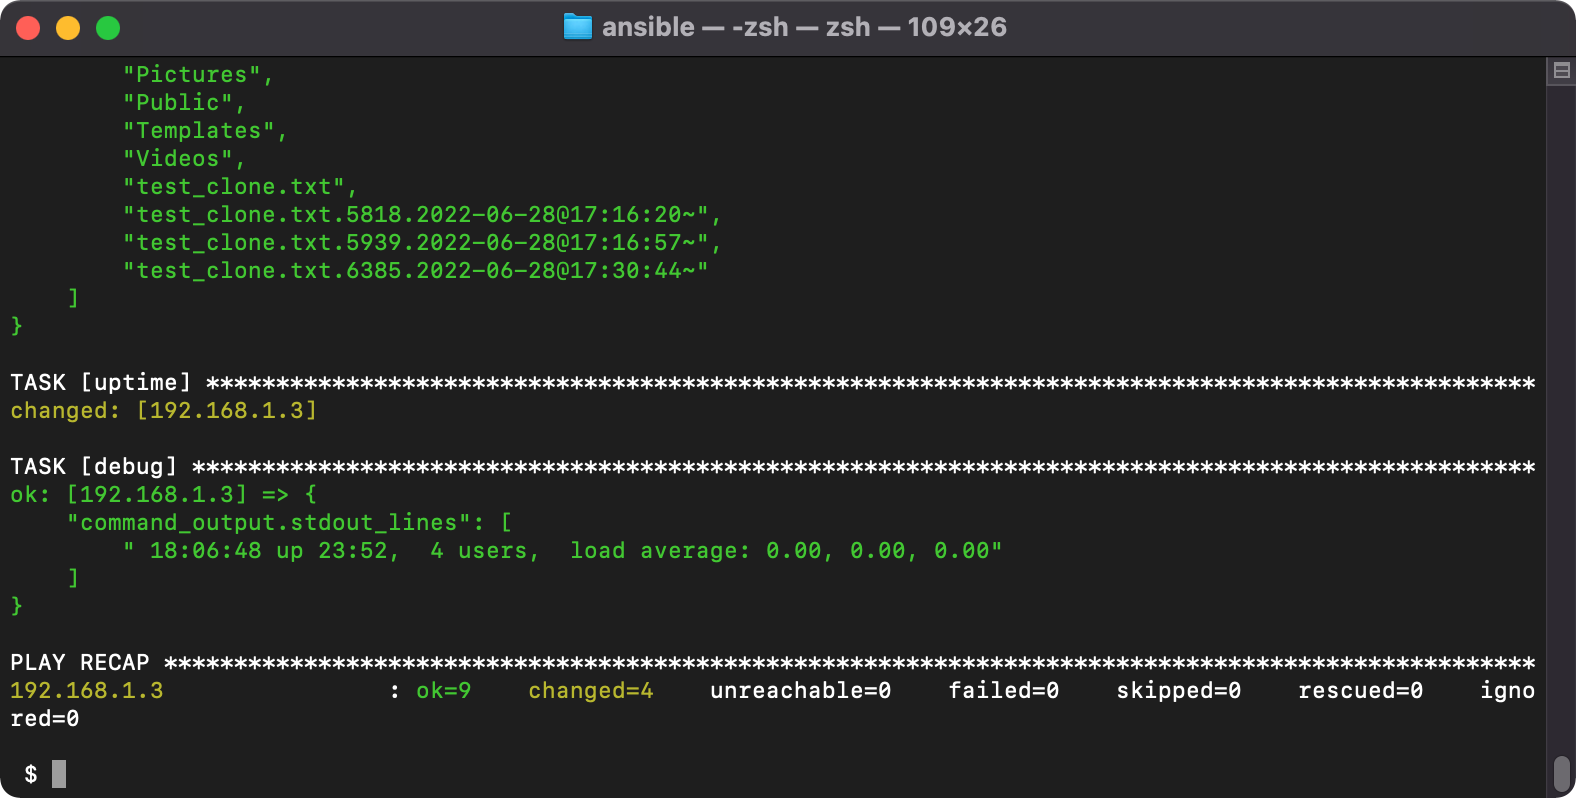 ansible — -zsh — zsh — 109×26
"Pictures",
"Public",
"Templates",
"Videos",
"test_clone.txt",
"test_clone.txt.5818.2022-06-28@17:16:20~",
"test_clone.txt.5939.2022-06-28@17:16:57~",
"test_clone.txt.6385.2022-06-28@17:30:44~"
]
}
TASK [uptime] ***********************************************************************************************
changed: [192.168.1.3]
TASK [debug] ************************************************************************************************
ok: [192.168.1.3] => {
"command_output.stdout_lines": [
" 18:06:48 up 23:52,  4 users,  load average: 0.00, 0.00, 0.00"
]
}
PLAY RECAP **************************************************************************************************
192.168.1.3                : ok=9    changed=4    unreachable=0    failed=0    skipped=0    rescued=0    igno
red=0
$